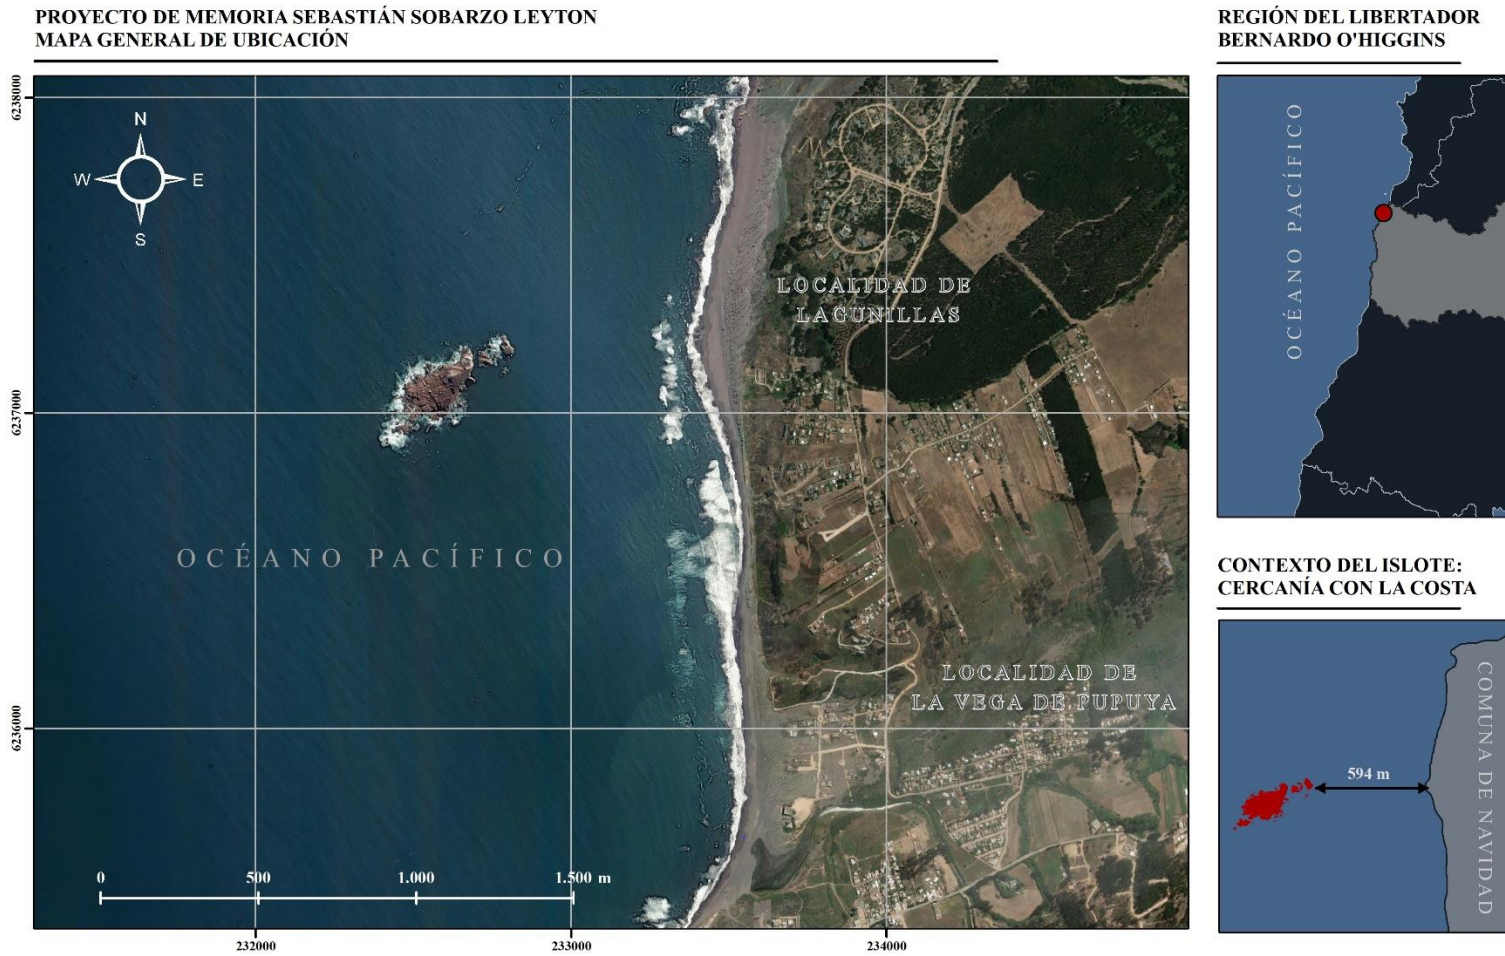 PROYECTO DE MEMORIA SEBASTIÁN SOBARZO LEYTON
MAPA GENERAL DE UBICACIÓN
6238000
6237000
6236000
N
W
E
S
LOCALIDAD DE
LAGUNILLAS
OCÉANO PACÍFICO
LOCALIDAD DE
LA VEGA DE PUPUYA
0
500
1.000
1.500 m
232000
233000
234000
REGIÓN DEL LIBERTADOR
BERNARDO O'HIGGINS
OCÉANO PACÍFICO
CONTEXTO DEL ISLOTE:
CERCANÍA CON LA COSTA
594 m
COMUNA DE NAVIDAD